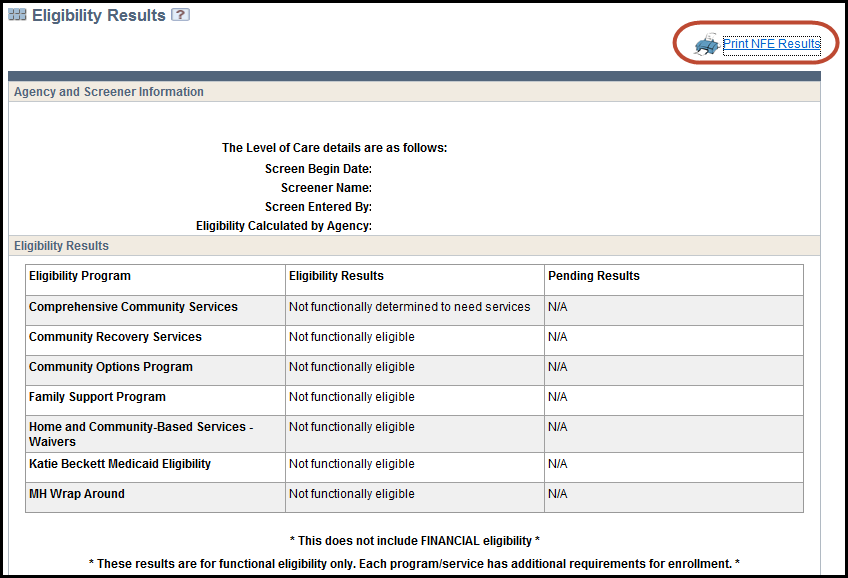 Eligibility Results ?
Print NFE Results
Agency and Screener Information
The Level of Care details are as follows:
Screen Begin Date:
Screener Name:
Screen Entered By:
Eligibility Calculated by Agency:
Eligibility Results
Eligibility Program Eligibility Results Pending Results
Comprehensive Community Services Not functionally determined to need services N/A
Community Recovery Services Not functionally eligible N/A
Community Options Program Not functionally eligible N/A
Family Support Program Not functionally eligible N/A
Home and Community-Based Services - Not functionally eligible N/A
Waivers
Katie Beckett Medicaid Eligibility Not functionally eligible N/A
MH Wrap Around Not functionally eligible N/A
* This does not include FINANCIAL eligibility *
* These results are for functional eligibility only. Each program/service has additional requirements for enrollment. *